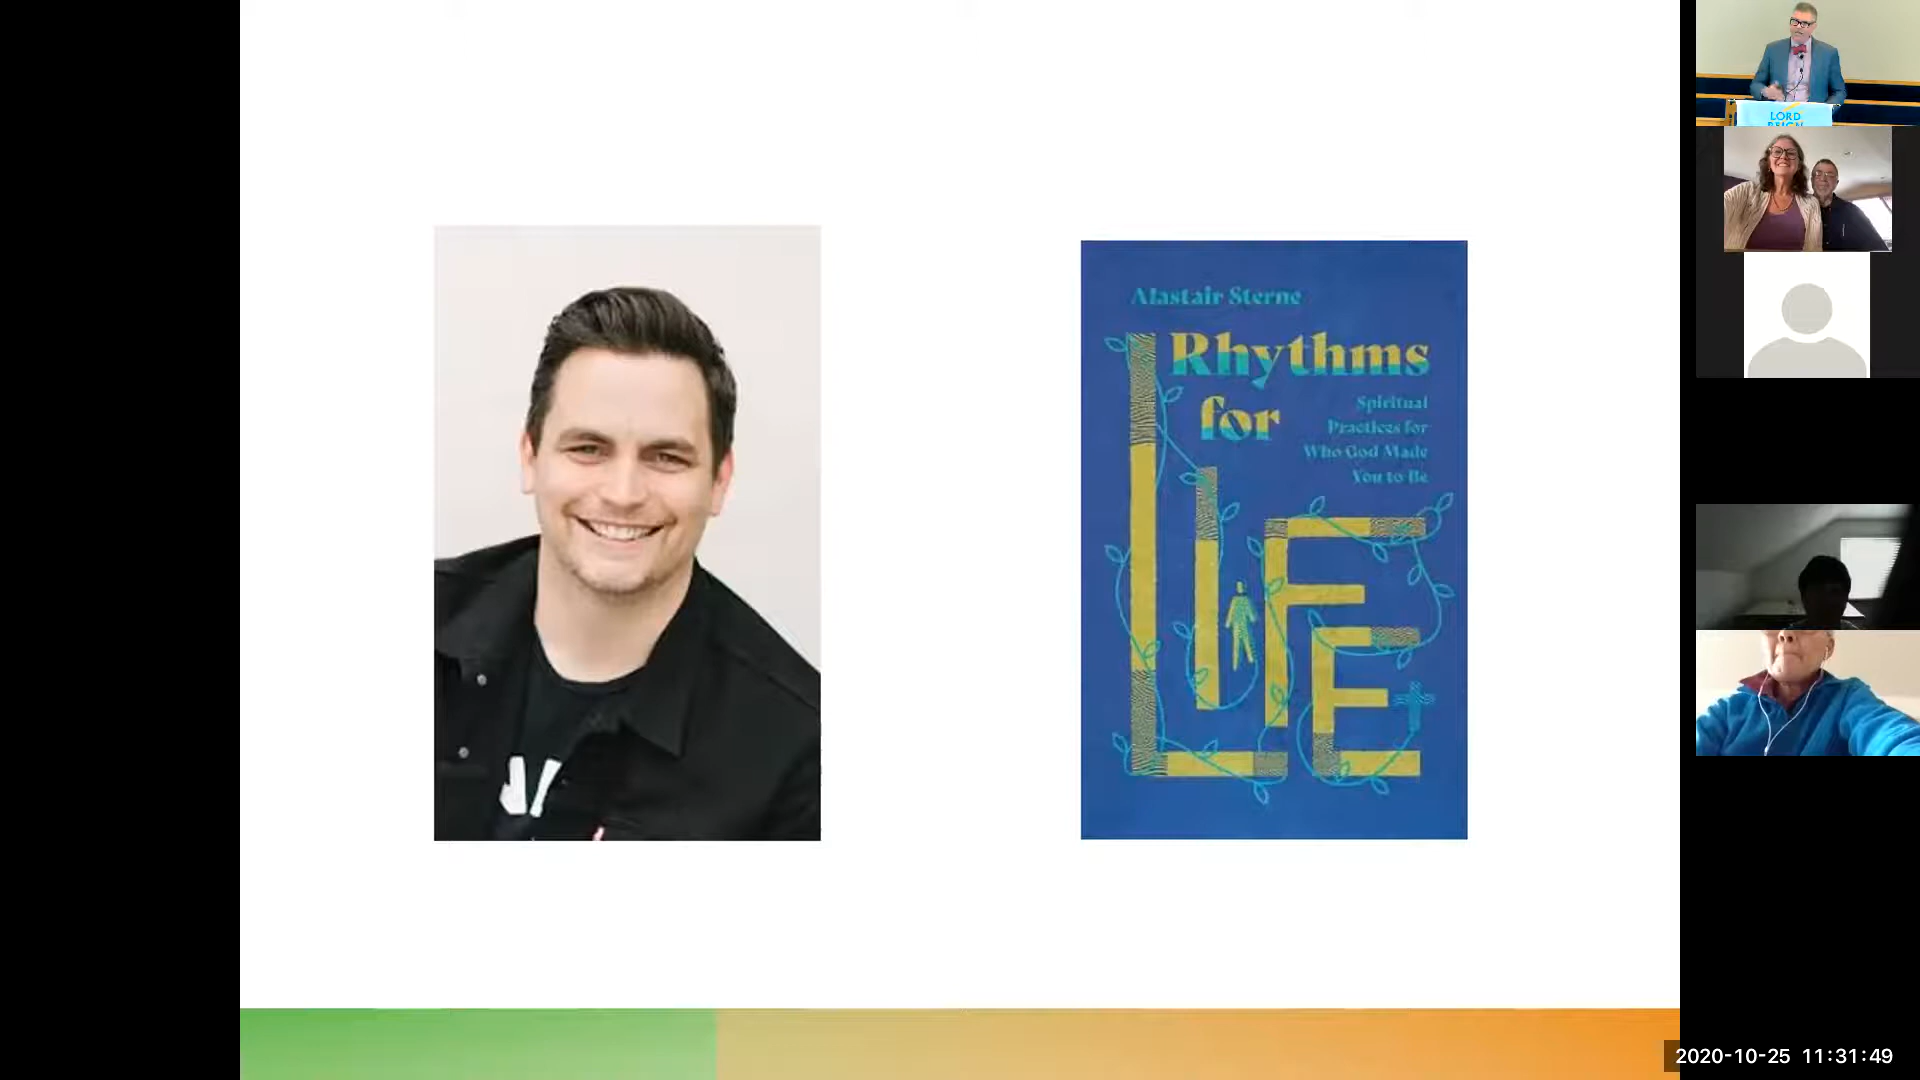 Alastair Sterne
Rhythms
for
Spiritual
Practices for
Who God Made
You to Be
LIFE
LORD
REIGN
2020-10-25 11:31:49